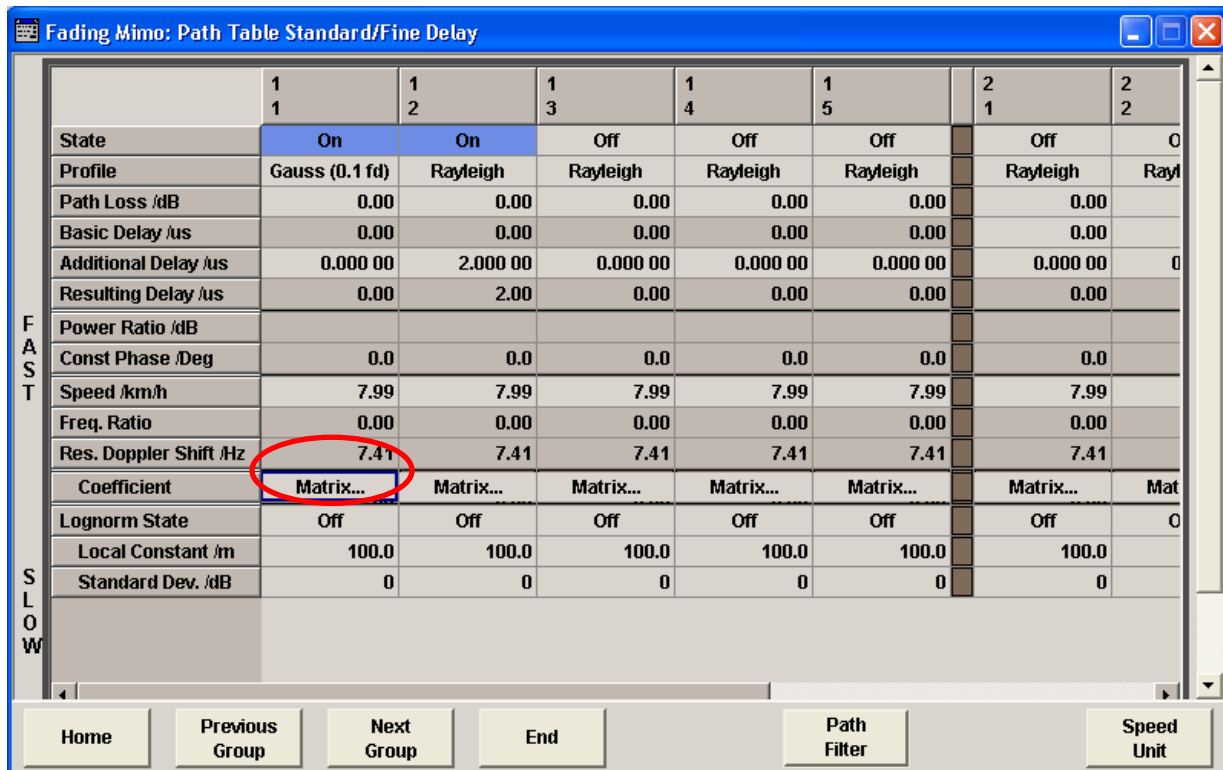 Fading Mimo: Path Table Standard/Fine Delay
1 1 1 1 1 2 2
1 2 3 4 5 1 2
State On On Off Off Off Off O
Profile Gauss (0.1 fd) Rayleigh Rayleigh Rayleigh Rayleigh Rayleigh Rayl
Path Loss /dB 0.00 0.00 0.00 0.00 0.00 0.00
Basic Delay /us 0.00 0.00 0.00 0.00 0.00 0.00
Additional Delay /us 0.000 00 2.000 00 0.000 00 0.000 00 0.000 00 0.000 00 0
Resulting Delay /us 0.00 2.00 0.00 0.00 0.00 0.00
Power Ratio /dB
Const Phase /Deg 0.0 0.0 0.0 0.0 0.0 0.0
Speed /km/h 7.99 7.99 7.99 7.99 7.99 7.99
Freq. Ratio 0.00 0.00 0.00 0.00 0.00 0.00
Res. Doppler Shift /Hz 7.41 7.41 7.41 7.41 7.41 7.41
Coefficient Matrix... Matrix... Matrix... Matrix... Matrix... Matrix... Mat
Lognorm State Off Off Off Off Off Off O
Local Constant /m 100.0 100.0 100.0 100.0 100.0 100.0
Standard Dev. /dB 0 0 0 0 0 0
FAST
SLOW
Home Previous Group Next Group End Path Filter Speed Unit